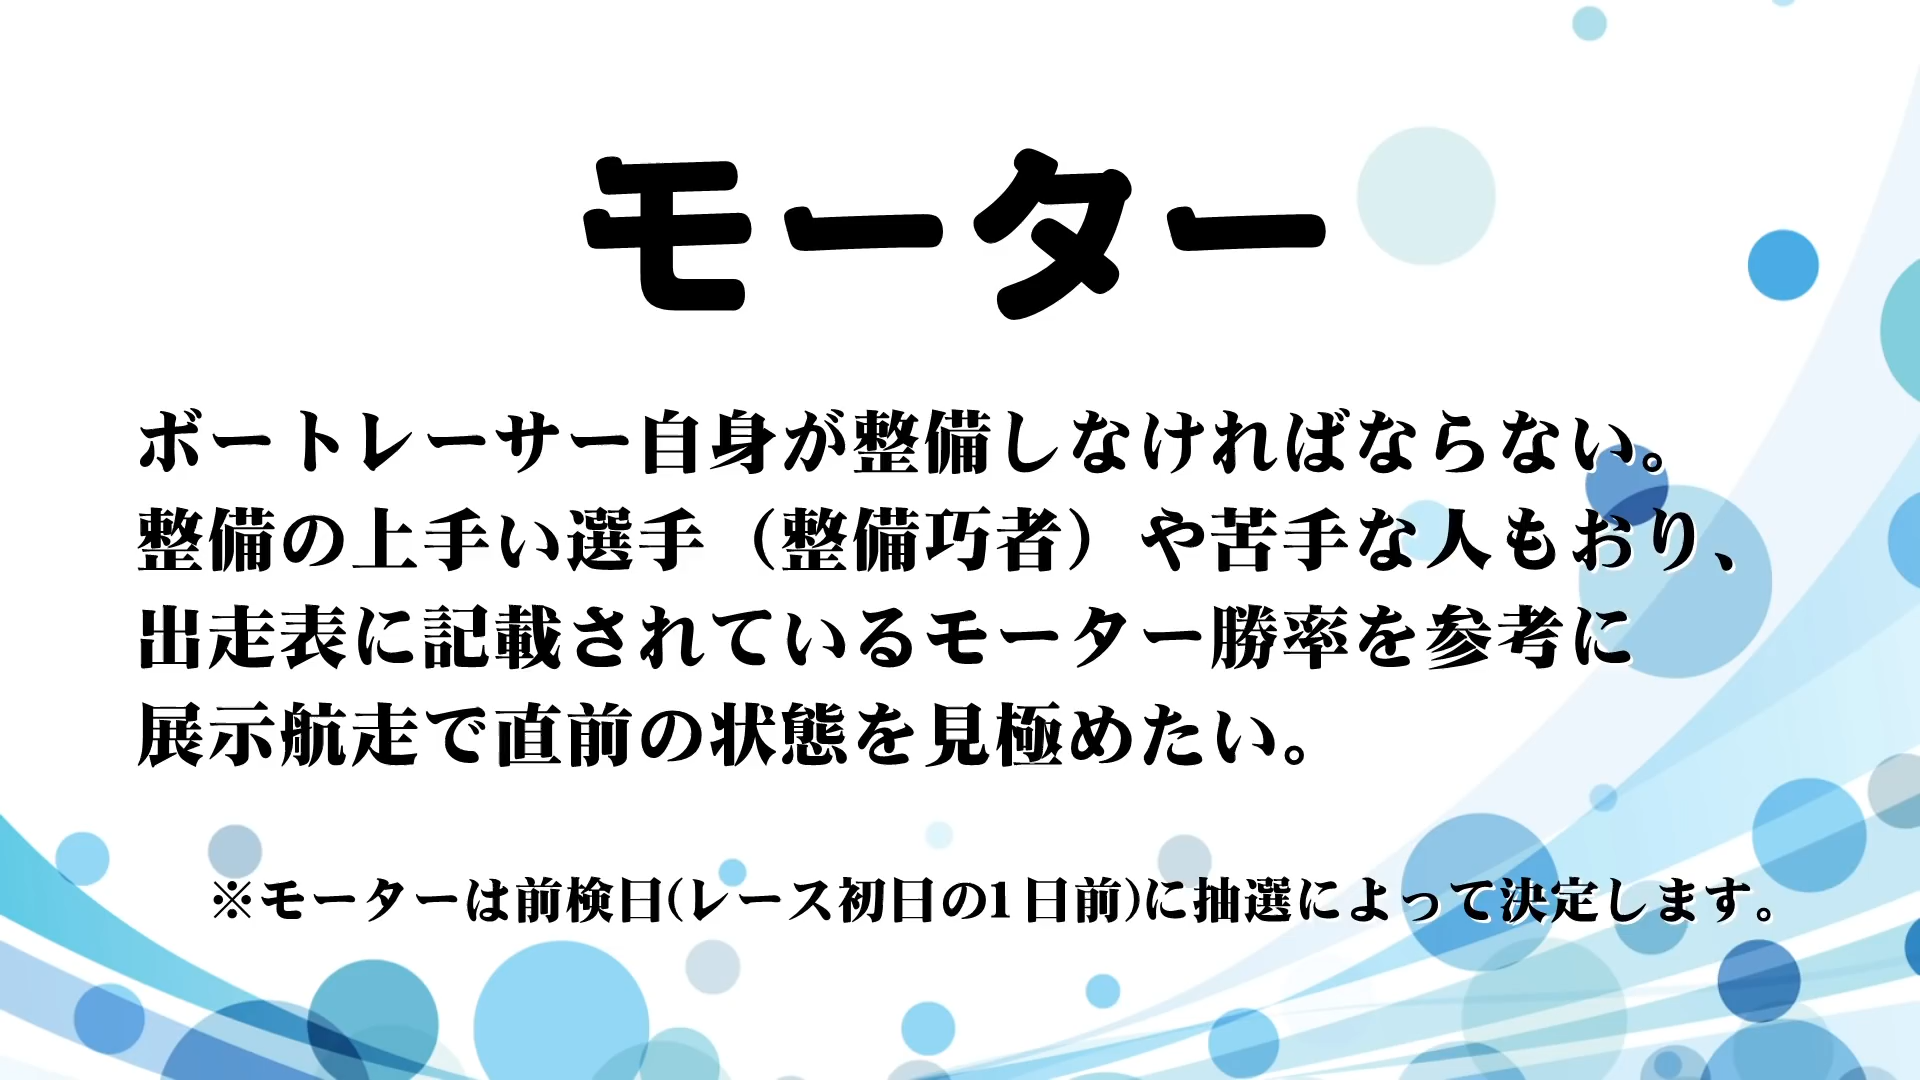 モーター
ボートレーサー自身が整備しなければならない。
整備の上手い選手（整備巧者）や苦手な人もおり、
出走表に記載されているモーター勝率を参考に
展示航走で直前の状態を見極めたい。
※モーターは前検日(レース初日の1日前)に抽選によって決定します。